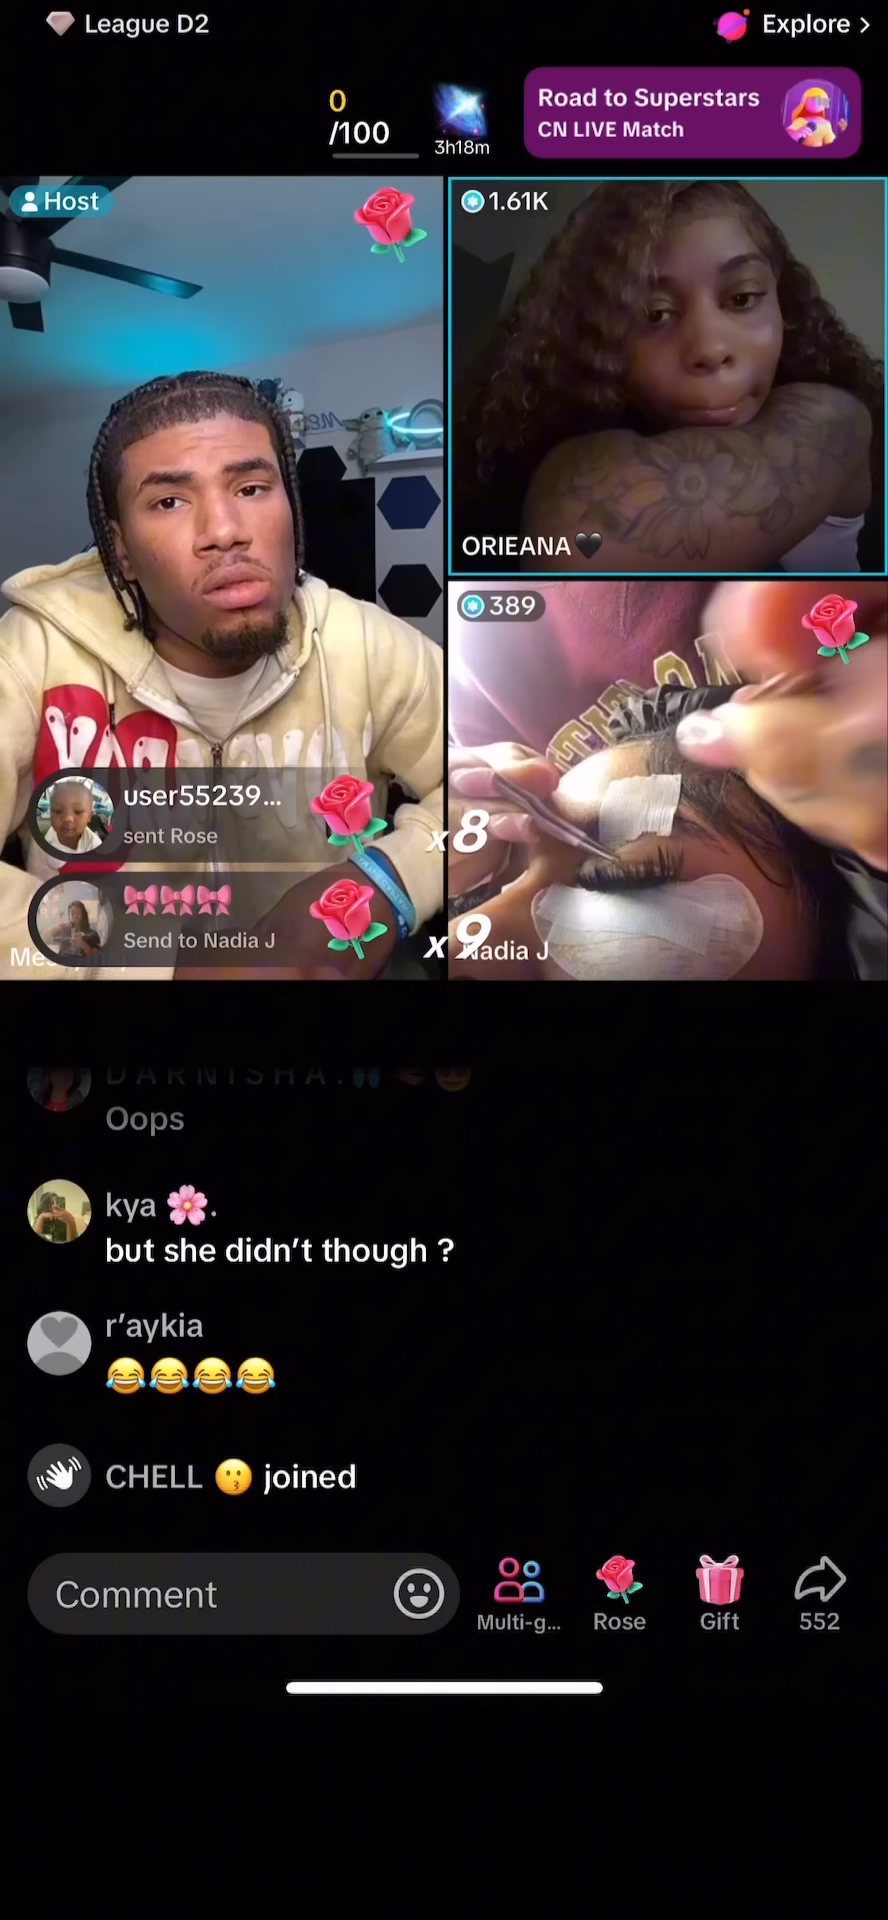 League D2
Explore >
0
/100
3h18m
Road to Superstars
CN LIVE Match
Host
1.61K
ORIEANA🖤
389
user55239...
sent Rose
x8
🎀🎀🎀
Send to Nadia J
x9
Nadia J
DARNISHA.
Oops
kya 🌸.
but she didn't though ?
r'aykia
😂😂😂😂
CHELL 😗 joined
Comment
Multi-g...
Rose
Gift
552